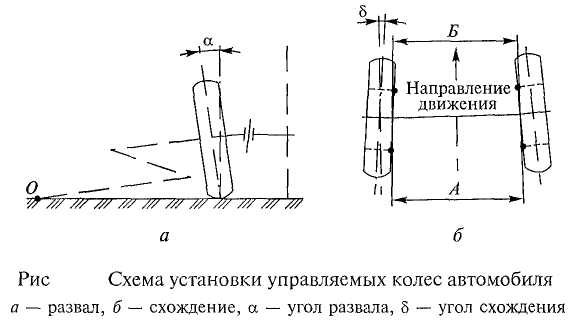 α
O
а
δ
Б
Направление
движения
А
б
Рис Схема установки управляемых колес автомобиля
а — развал, б — схождение, α — угол развала, δ — угол схождения